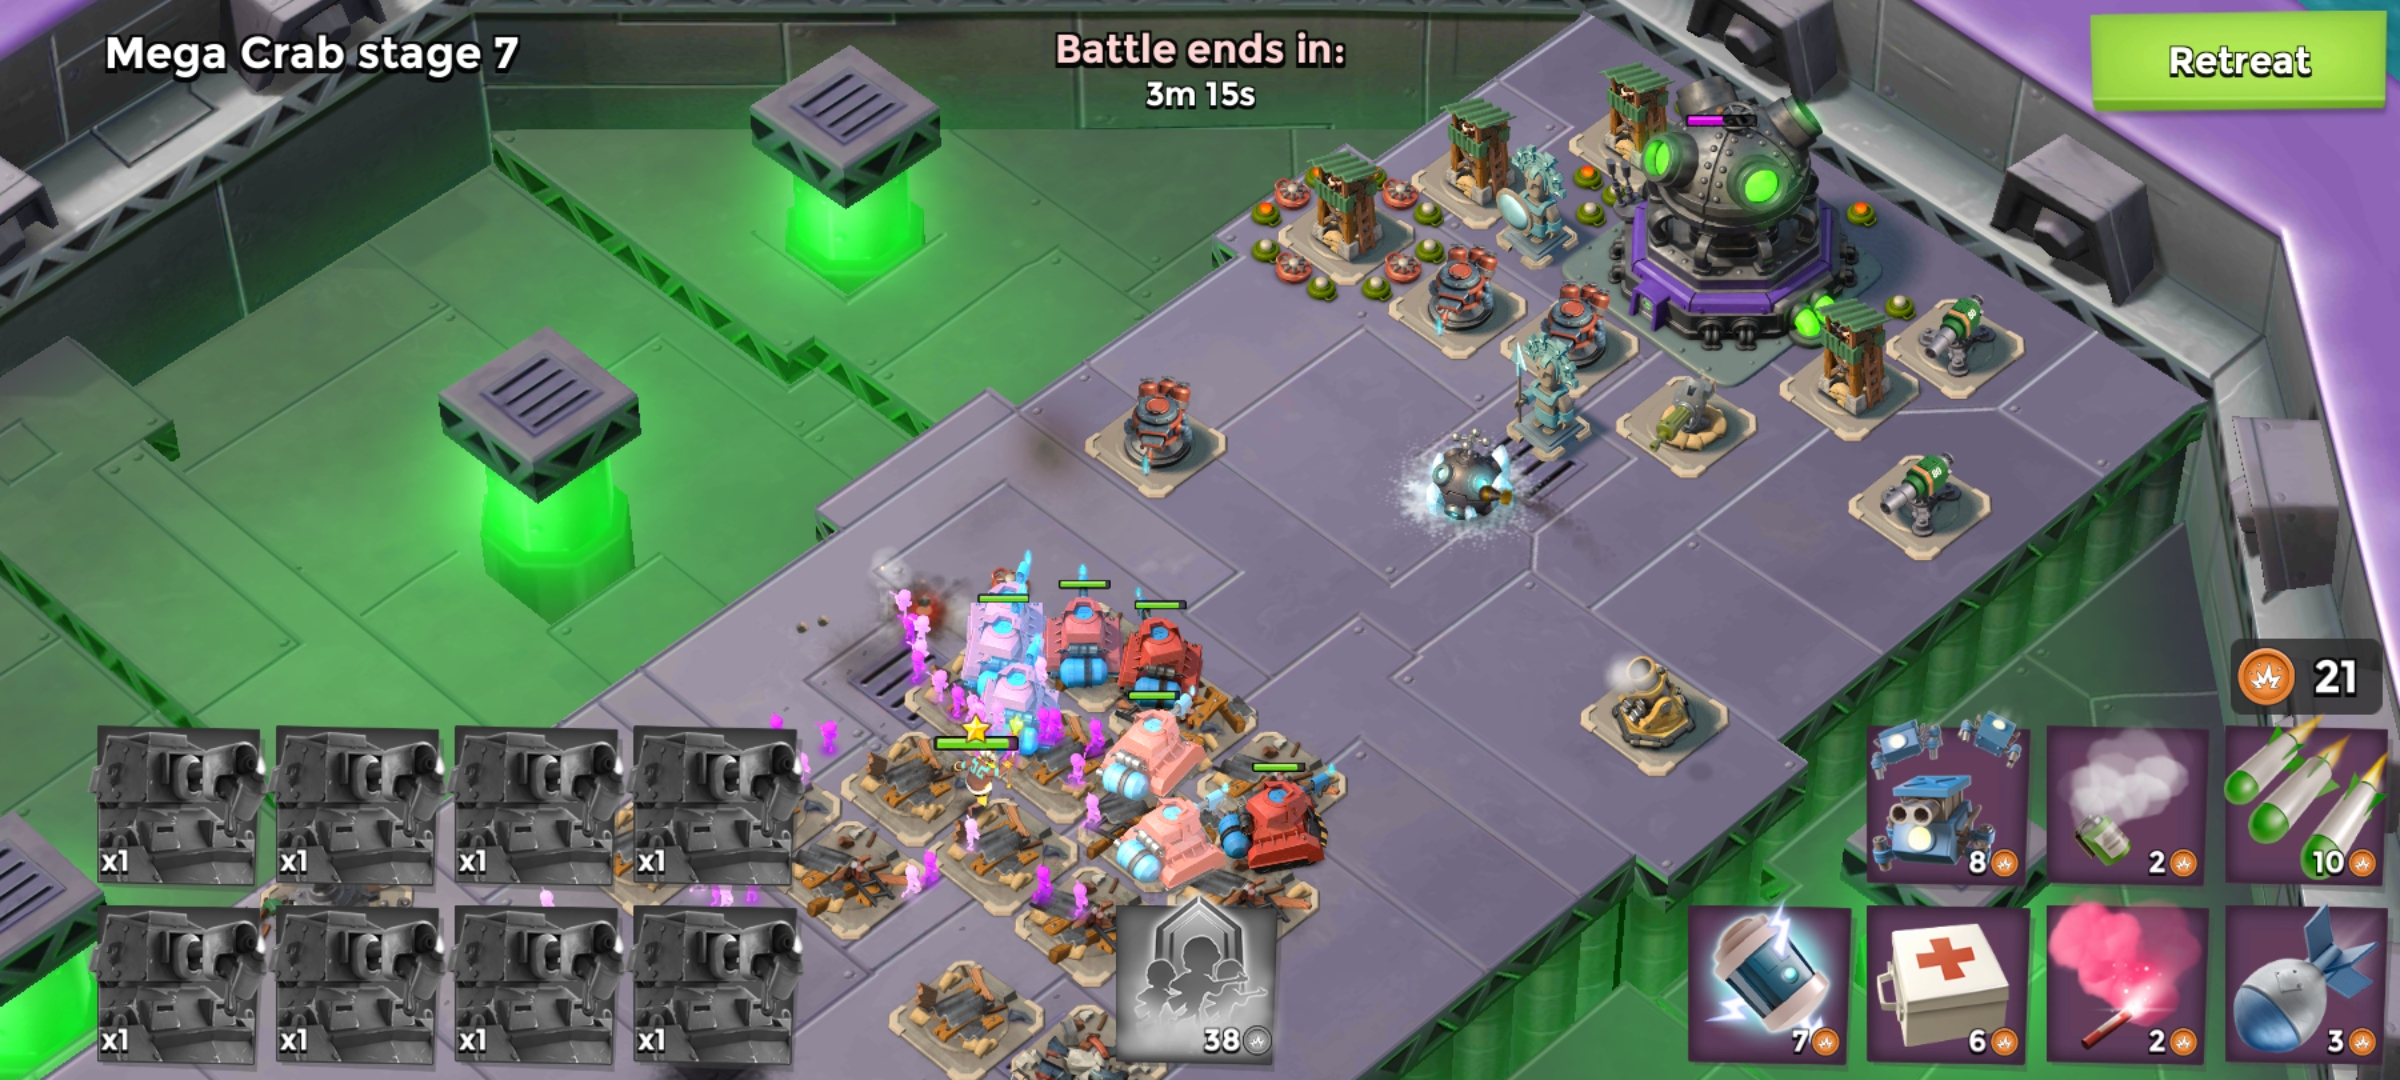 Mega Crab stage 7
Battle ends in:
3m 15s
Retreat
21
8
2
10
x1
x1
x1
x1
38
7
6
2
3
x1
x1
x1
x1